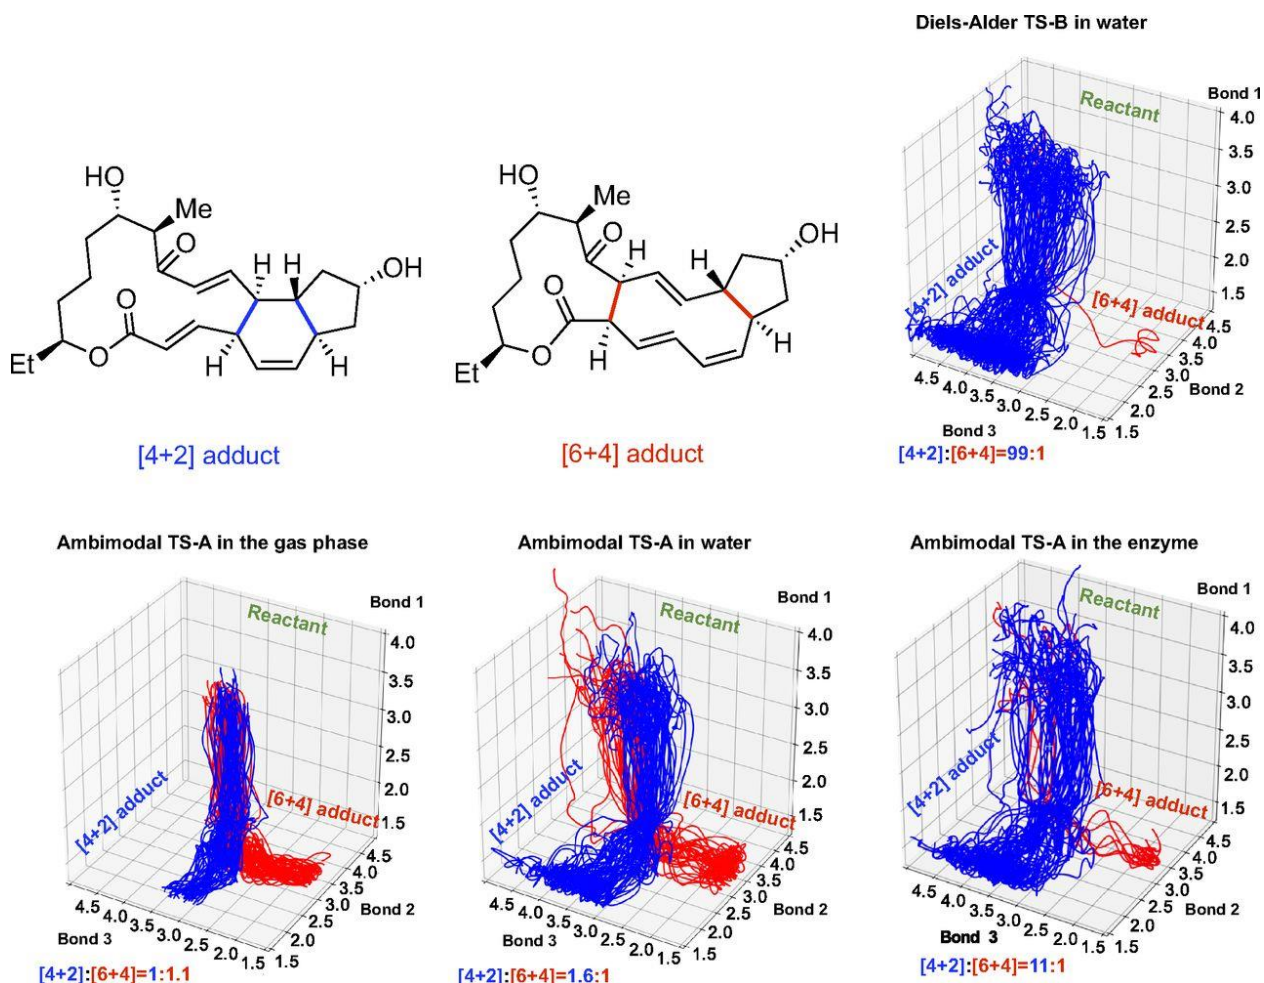 Diels-Alder TS-B in water
Bond 1
Reactant
4.0
3.5
3.0
2.5
2.0
1.5
[4+2] adduct
[6+4] adduct
4.5
4.0
3.5
3.0
2.5
2.0
1.5
Bond 2
4.5
4.0
3.5
3.0
2.5
2.0
1.5
Bond 3
[4+2]:[6+4]=99:1
HO
Me
O
H
H
OH
O
O
Et
H
H
[4+2] adduct
HO
Me
O
H
H
OH
O
O
Et
H
H
[6+4] adduct
Ambimodal TS-A in the gas phase
Bond 1
Reactant
4.0
3.5
3.0
2.5
2.0
1.5
[4+2] adduct
[6+4] adduct
4.5
4.0
3.5
3.0
2.5
2.0
1.5
Bond 2
4.5
4.0
3.5
3.0
2.5
2.0
1.5
Bond 3
[4+2]:[6+4]=1:1.1
Ambimodal TS-A in water
Bond 1
Reactant
4.0
3.5
3.0
2.5
2.0
1.5
[4+2] adduct
[6+4] adduct
4.5
4.0
3.5
3.0
2.5
2.0
1.5
Bond 2
4.5
4.0
3.5
3.0
2.5
2.0
1.5
Bond 3
[4+2]:[6+4]=1.6:1
Ambimodal TS-A in the enzyme
Bond 1
Reactant
4.0
3.5
3.0
2.5
2.0
1.5
[4+2] adduct
[6+4] adduct
4.5
4.0
3.5
3.0
2.5
2.0
1.5
Bond 2
4.5
4.0
3.5
3.0
2.5
2.0
1.5
Bond 3
[4+2]:[6+4]=11:1